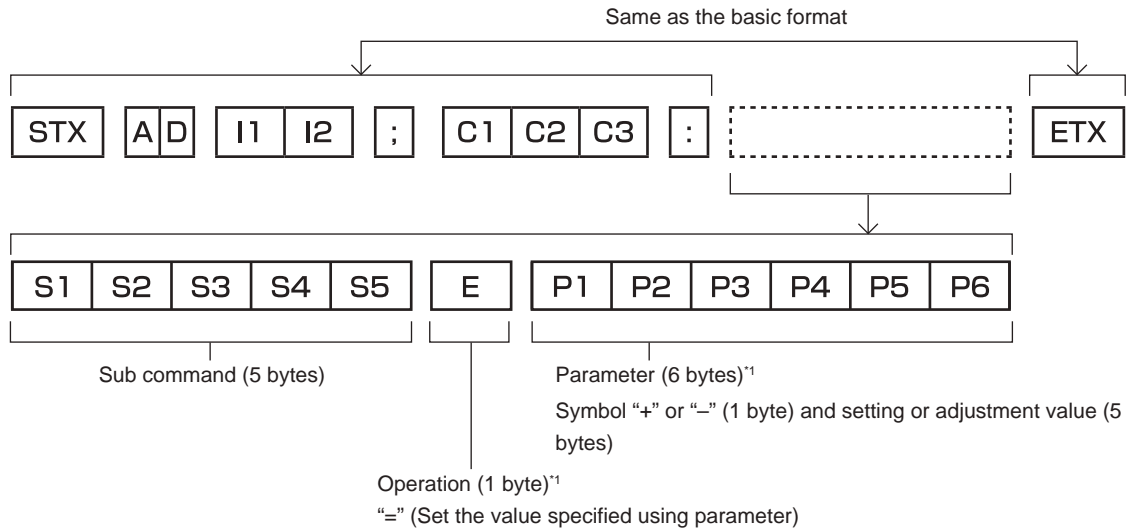 Same as the basic format
STX A D I1 I2 ; C1 C2 C3 : ETX
S1 S2 S3 S4 S5 E P1 P2 P3 P4 P5 P6
Sub command (5 bytes)
Parameter (6 bytes)*1
Symbol “+” or “–” (1 byte) and setting or adjustment value (5
bytes)
Operation (1 byte)*1
“=” (Set the value specified using parameter)